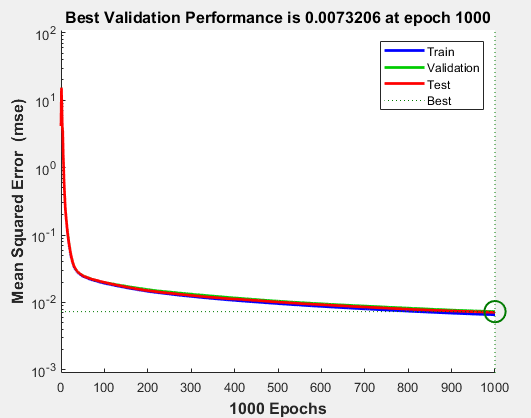 Best Validation Performance is 0.0073206 at epoch 1000
Train
Validation
Test
Best
Mean Squared Error (mse)
10^2
10^1
10^0
10^-1
10^-2
10^-3
0 100 200 300 400 500 600 700 800 900 1000
1000 Epochs